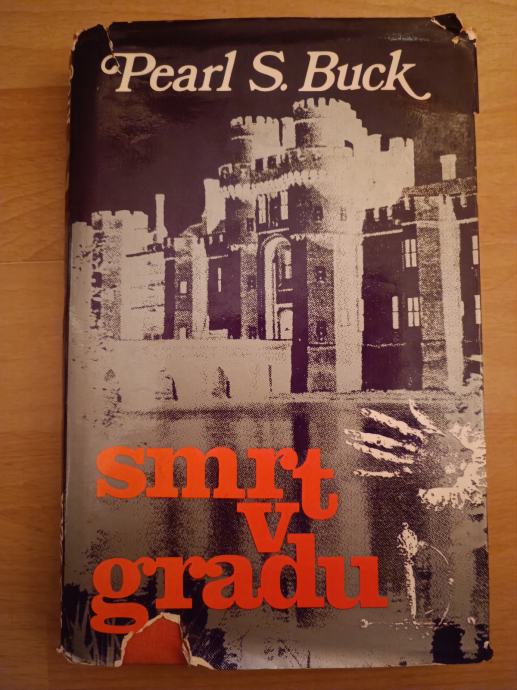 Pearl S. Buck
smrt
v
gradu